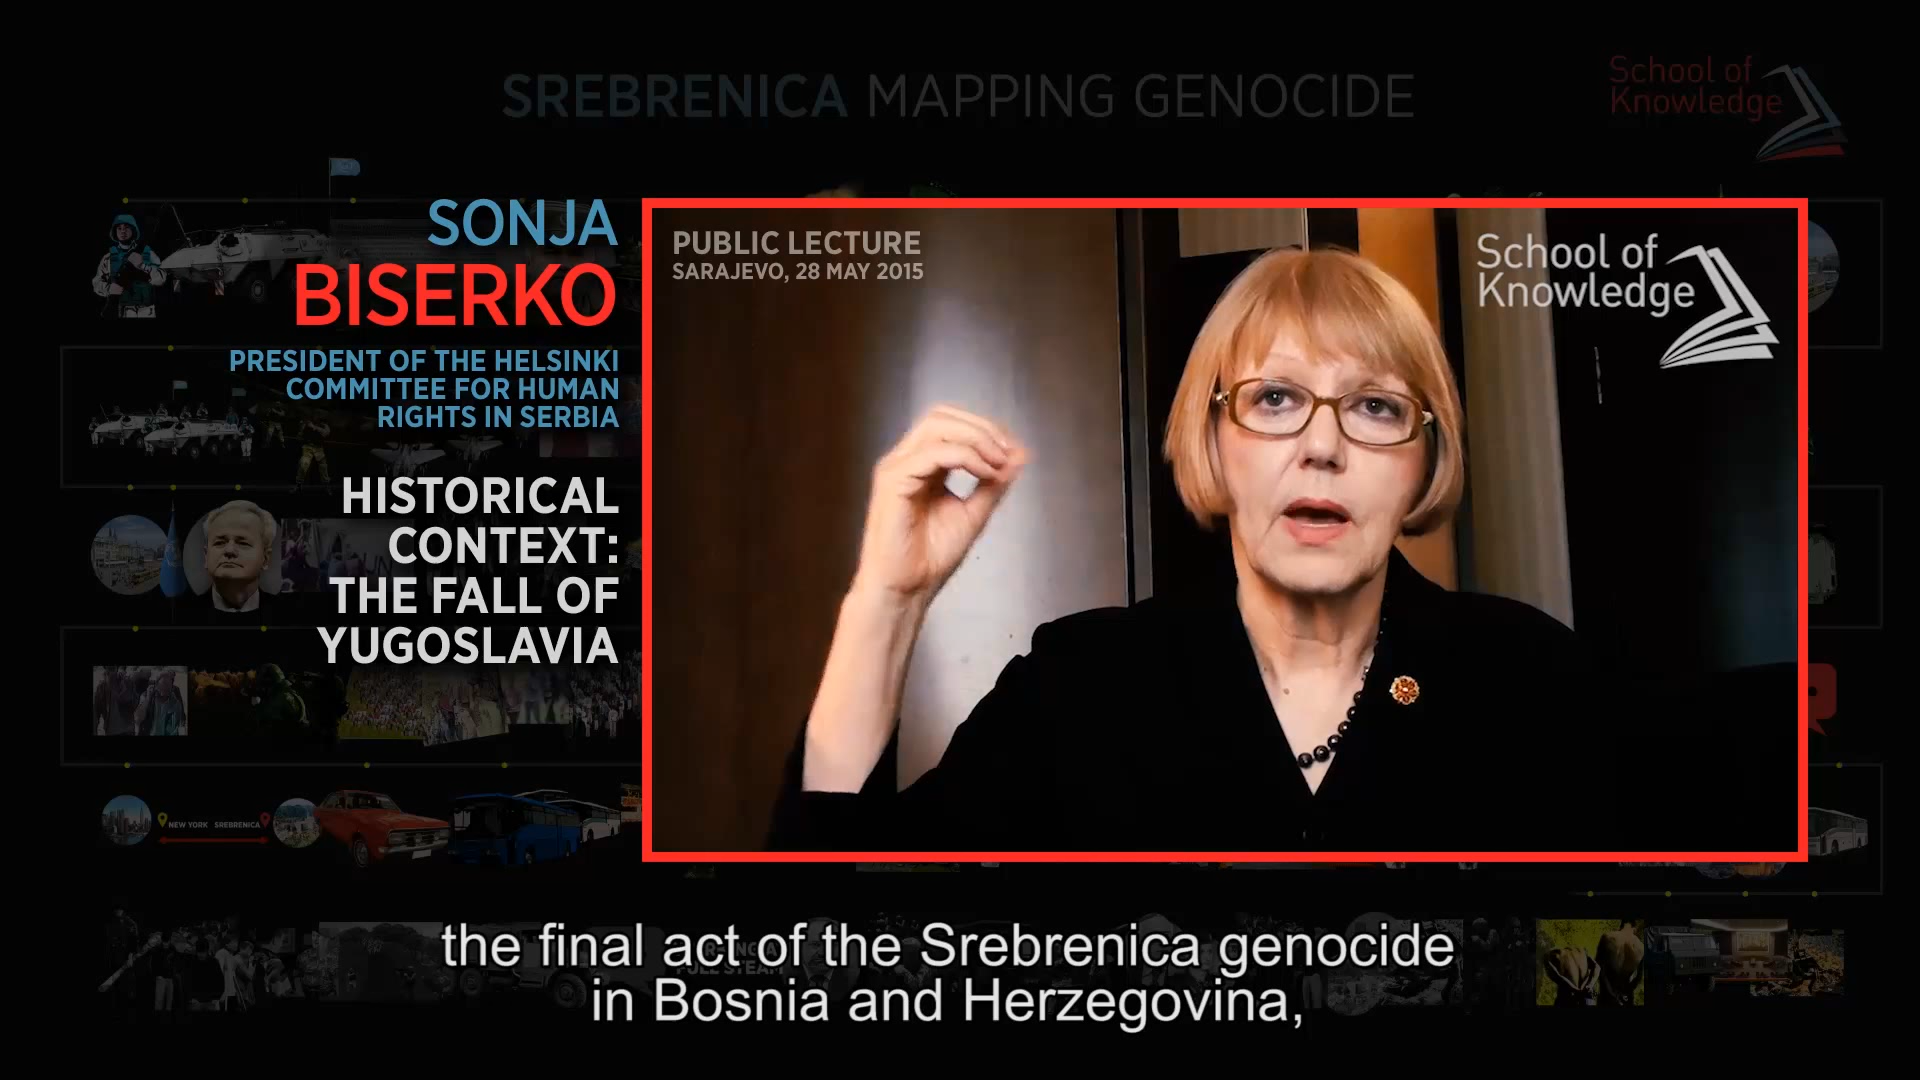 SREBRENICA MAPPING GENOCIDE
School of
Knowledge
SONJA
BISERKO
PRESIDENT OF THE HELSINKI
COMMITTEE FOR HUMAN
RIGHTS IN SERBIA
HISTORICAL
CONTEXT:
THE FALL OF
YUGOSLAVIA
PUBLIC LECTURE
SARAJEVO, 28 MAY 2015
School of
Knowledge
NEW YORK SREBRENICA
the final act of the Srebrenica genocide
in Bosnia and Herzegovina,